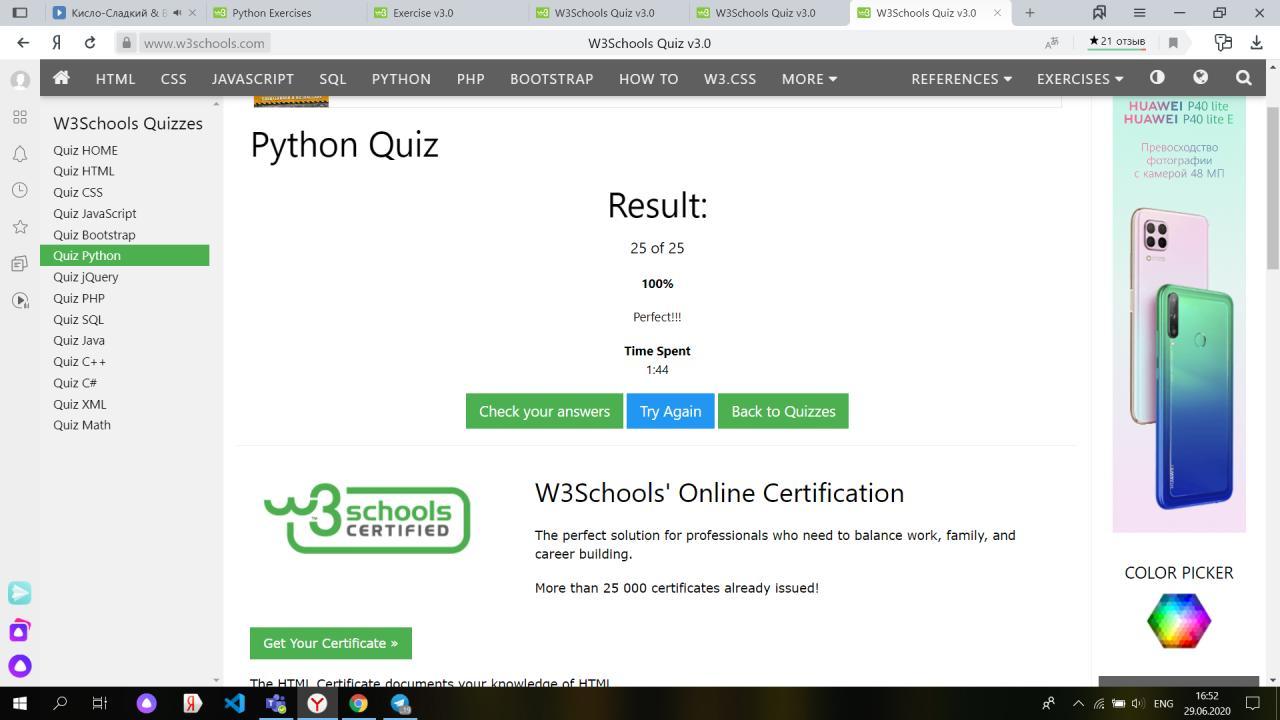 Кисло-Сладкий & В
Python Exercises
Exercise v3.0
W3Schools Quiz v3.0
W3Schools Quiz v3.0
W3Schools Quiz v3.0
Я
www.w3schools.com
W3Schools Quiz v3.0
★21 отзыв
HTML
CSS
JAVASCRIPT
SQL
PYTHON
PHP
BOOTSTRAP
HOW TO
W3.CSS
MORE
REFERENCES
EXERCISES
W3Schools Quizzes
Quiz HOME
Quiz HTML
Quiz CSS
Quiz JavaScript
Quiz Bootstrap
Quiz Python
Quiz jQuery
Quiz PHP
Quiz SQL
Quiz Java
Quiz C++
Quiz C#
Quiz XML
Quiz Math
Python Quiz
Result:
25 of 25
100%
Perfect!!!
Time Spent
1:44
Check your answers
Try Again
Back to Quizzes
w3schools
CERTIFIED
W3Schools' Online Certification
The perfect solution for professionals who need to balance work, family, and
career building.
More than 25 000 certificates already issued!
Get Your Certificate »
The HTML Certificate documents your knowledge of HTML.
HUAWEI P40 lite
HUAWEI P40 lite E
Превосходство
фотографии
с камерой 48 МП
HUAWEI
COLOR PICKER
ENG
16:52
29.06.2020